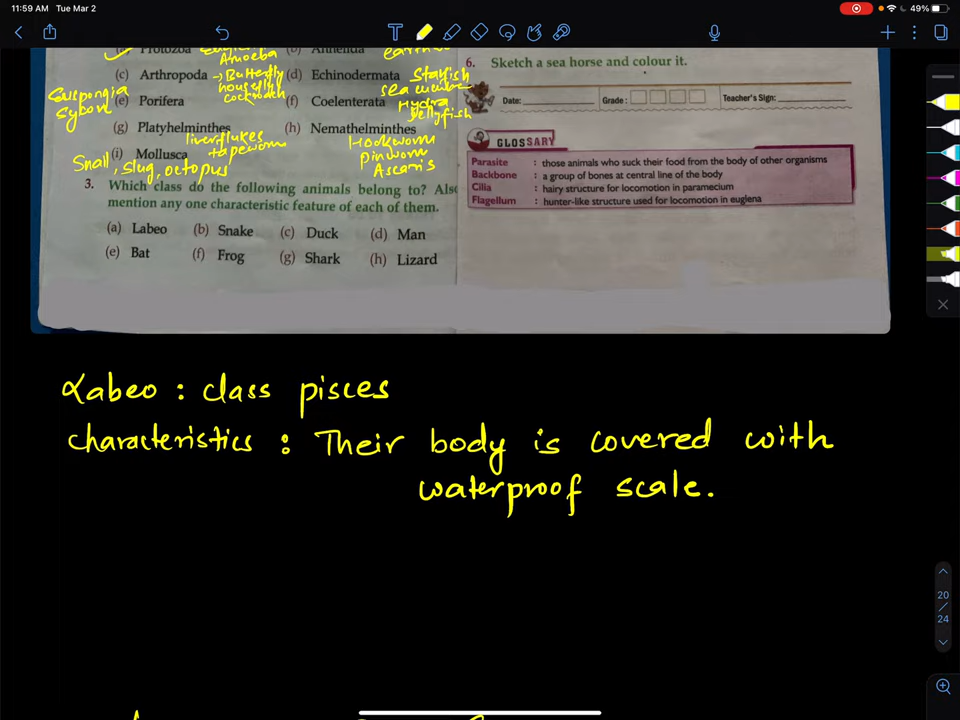 11:59 AM Tue Mar 2
49%
Protozoa
Amoeba
(c) Arthropoda → Butterfly
housefly
cockroach
(d) Echinodermata Starfish
sea cucumbe
Euspongia
Sycon
(e) Porifera
(f) Coelenterata Hydra
Jellyfish
(g) Platyhelminthes
liverflukes
tapeworm
(h) Nemathelminthes
Hookworm
Pinworm
Ascaris
(i) Mollusca
Snail, slug, octopus
3. Which class do the following animals belong to? Als
mention any one characteristic feature of each of them.
(a) Labeo (b) Snake (c) Duck (d) Man
(e) Bat (f) Frog (g) Shark (h) Lizard
6. Sketch a sea horse and colour it.
Date: Grade: Teacher's Sign:
GLOSSARY
Parasite : those animals who suck their food from the body of other organisms
Backbone : a group of bones at central line of the body
Cilia : hairy structure for locomotion in paramecium
Flagellum : hunter-like structure used for locomotion in euglena
Labeo : class pisces
characteristics : Their body is covered with
waterproof scale.
20
/
24